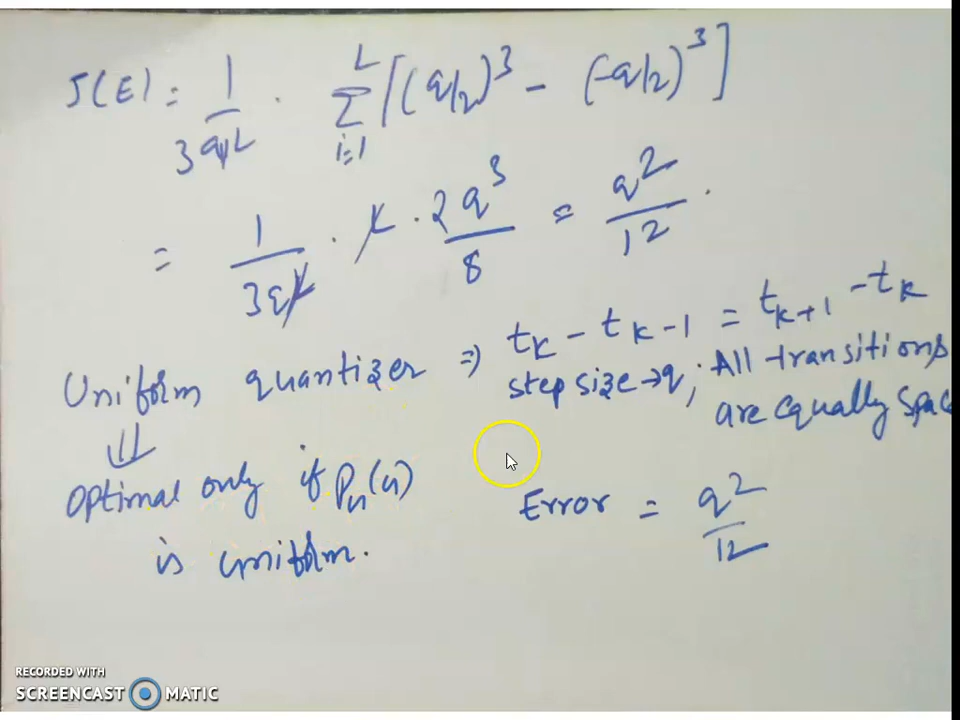 J(E) = 1/3qL · Σ_{i=1}^{L} [(q/2)^3 - (-q/2)^3]
= 1/3qL · L · 2q^3/8 = q^2/12 .
Uniform quantizer ⇒ t_k - t_{k-1} = t_{k+1} - t_k
step size → q; All transitions
are equally spac
⇓
Optimal only if P_u(u)
is uniform.
Error = q^2/12
RECORDED WITH
SCREENCAST MATIC